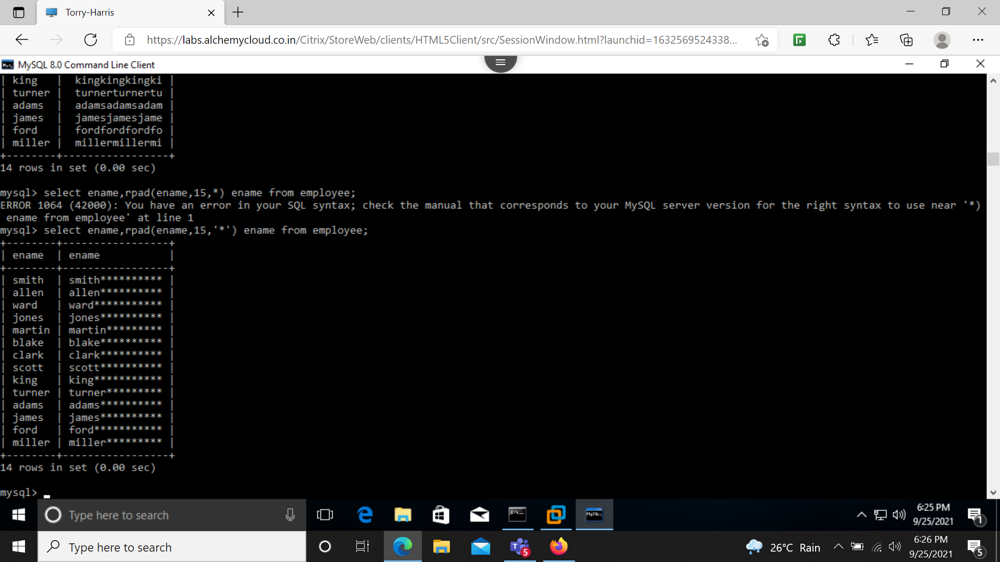 Torry-Harris
https://labs.alchemycloud.co.in/Citrix/StoreWeb/clients/HTML5Client/src/SessionWindow.html?launchid=1632569524338...
MySQL 8.0 Command Line Client
| king   |  kingkingkingki |
| turner |  turnerturnertu |
| adams  |  adamsadamsadam |
| james  |  jamesjamesjame |
| ford   |  fordfordfordfo |
| miller |  millermillermi |
+--------+-----------------+
14 rows in set (0.00 sec)
mysql> select ename,rpad(ename,15,*) ename from employee;
ERROR 1064 (42000): You have an error in your SQL syntax; check the manual that corresponds to your MySQL server version for the right syntax to use near '*)
 ename from employee' at line 1
mysql> select ename,rpad(ename,15,'*') ename from employee;
+--------+-----------------+
| ename  | ename           |
+--------+-----------------+
| smith  | smith********** |
| allen  | allen********** |
| ward   | ward*********** |
| jones  | jones********** |
| martin | martin********* |
| blake  | blake********** |
| clark  | clark********** |
| scott  | scott********** |
| king   | king*********** |
| turner | turner********* |
| adams  | adams********** |
| james  | james********** |
| ford   | ford*********** |
| miller | miller********* |
+--------+-----------------+
14 rows in set (0.00 sec)
mysql>
Type here to search
6:25 PM
9/25/2021
1
Type here to search
5
26°C Rain
6:26 PM
9/25/2021
5